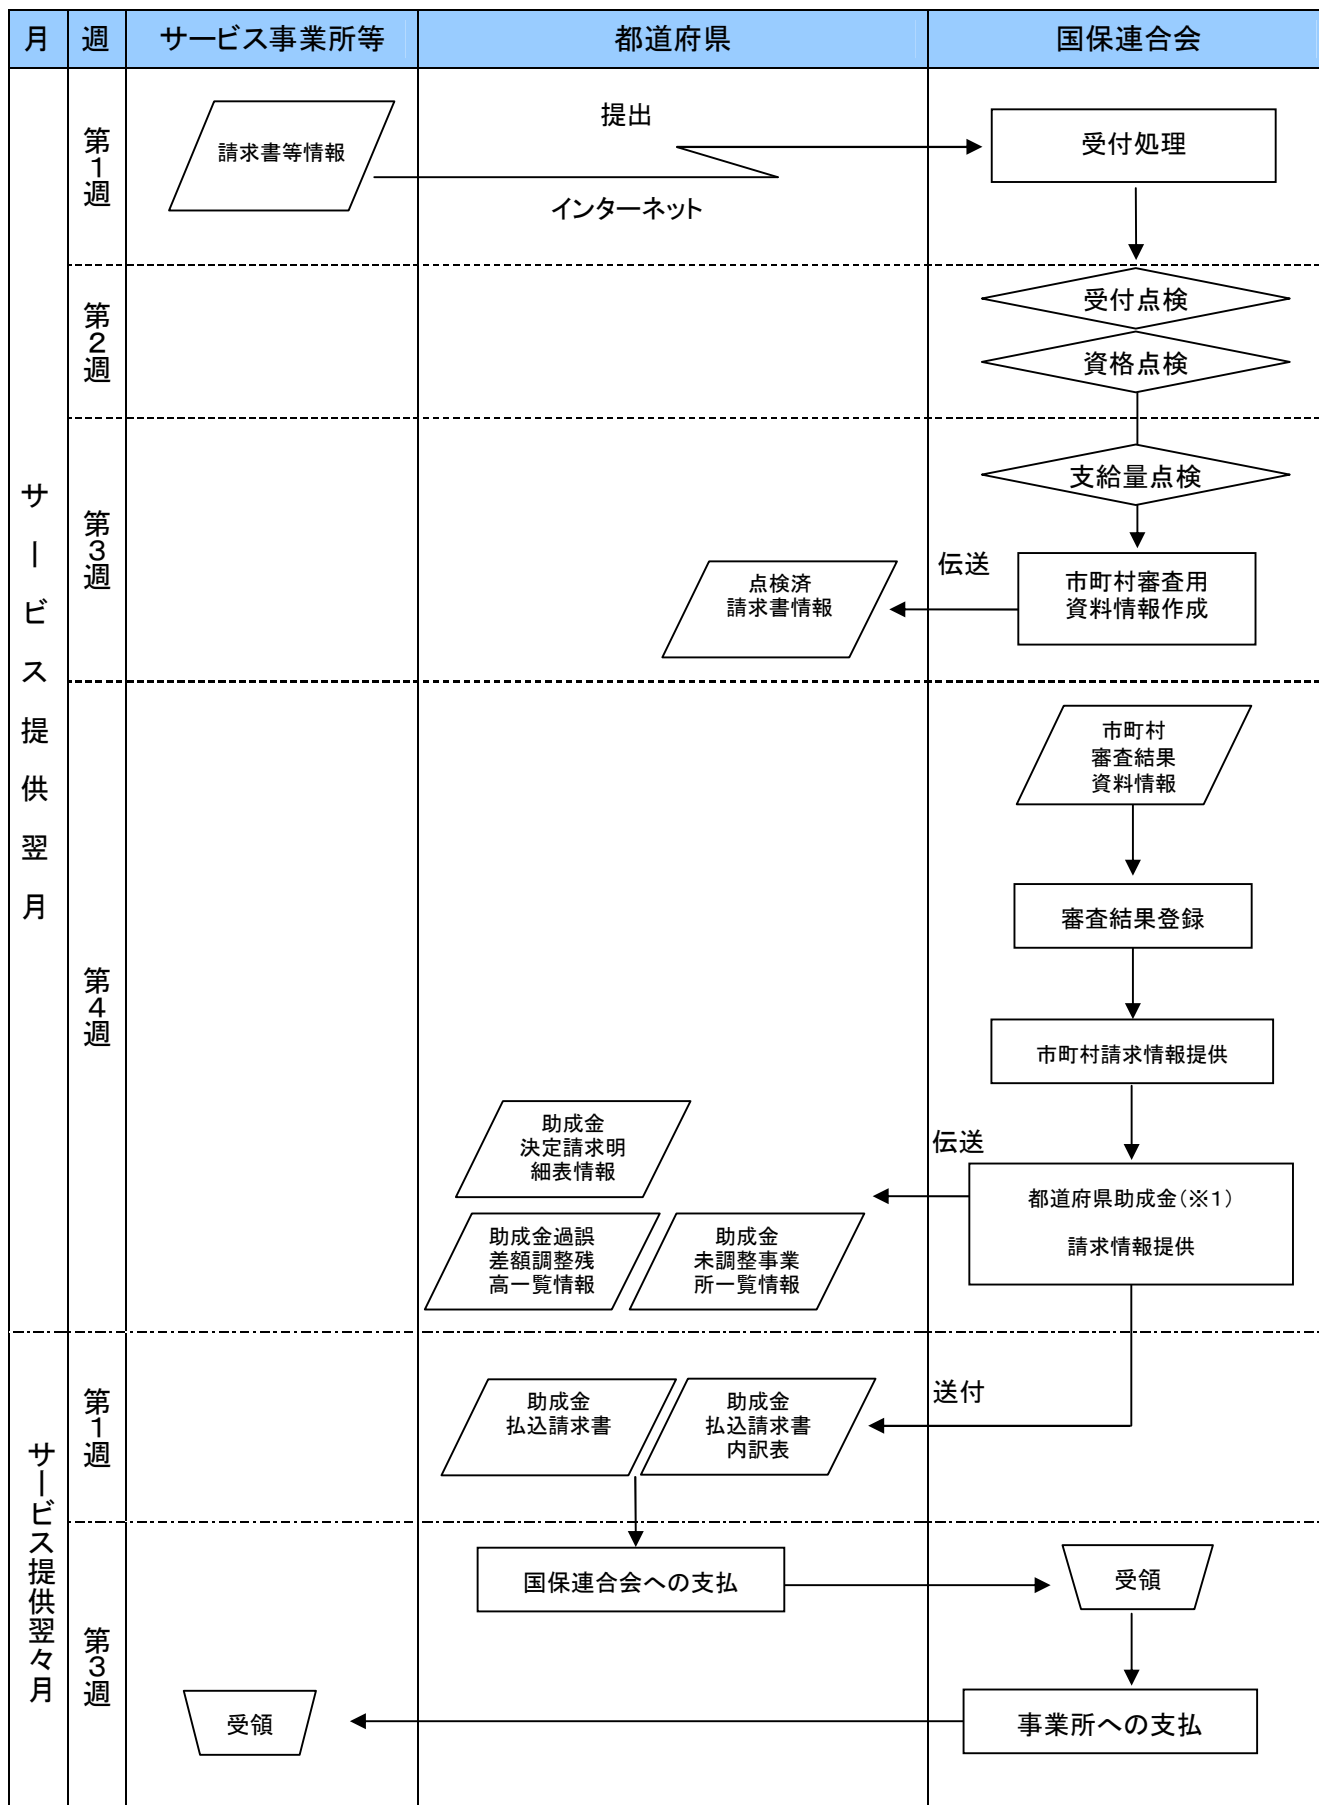 月
週
サービス事業所等
都道府県
国保連合会
サービス提供翌月
第1週
請求書等情報
提出
インターネット
受付処理
第2週
受付点検
資格点検
第3週
支給量点検
市町村審査用
資料情報作成
伝送
点検済
請求書情報
第4週
市町村
審査結果
資料情報
審査結果登録
市町村請求情報提供
都道府県助成金(※1)
請求情報提供
伝送
助成金
決定請求明
細表情報
助成金過誤
差額調整残
高一覧情報
助成金
未調整事業
所一覧情報
サービス提供翌々月
第1週
送付
助成金
払込請求書
助成金
払込請求書
内訳表
第3週
国保連合会への支払
受領
事業所への支払
受領